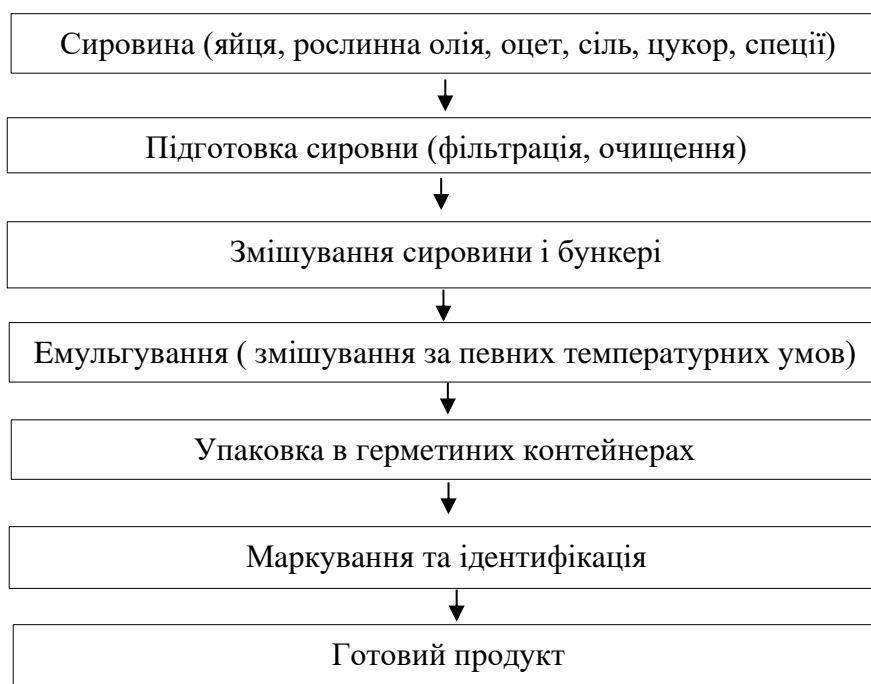 Сировина (яйця, рослинна олія, оцет, сіль, цукор, спеції)
Підготовка сировни (фільтрація, очищення)
Змішування сировини і бункері
Емульгування ( змішування за певних температурних умов)
Упаковка в герметиних контейнерах
Маркування та ідентифікація
Готовий продукт